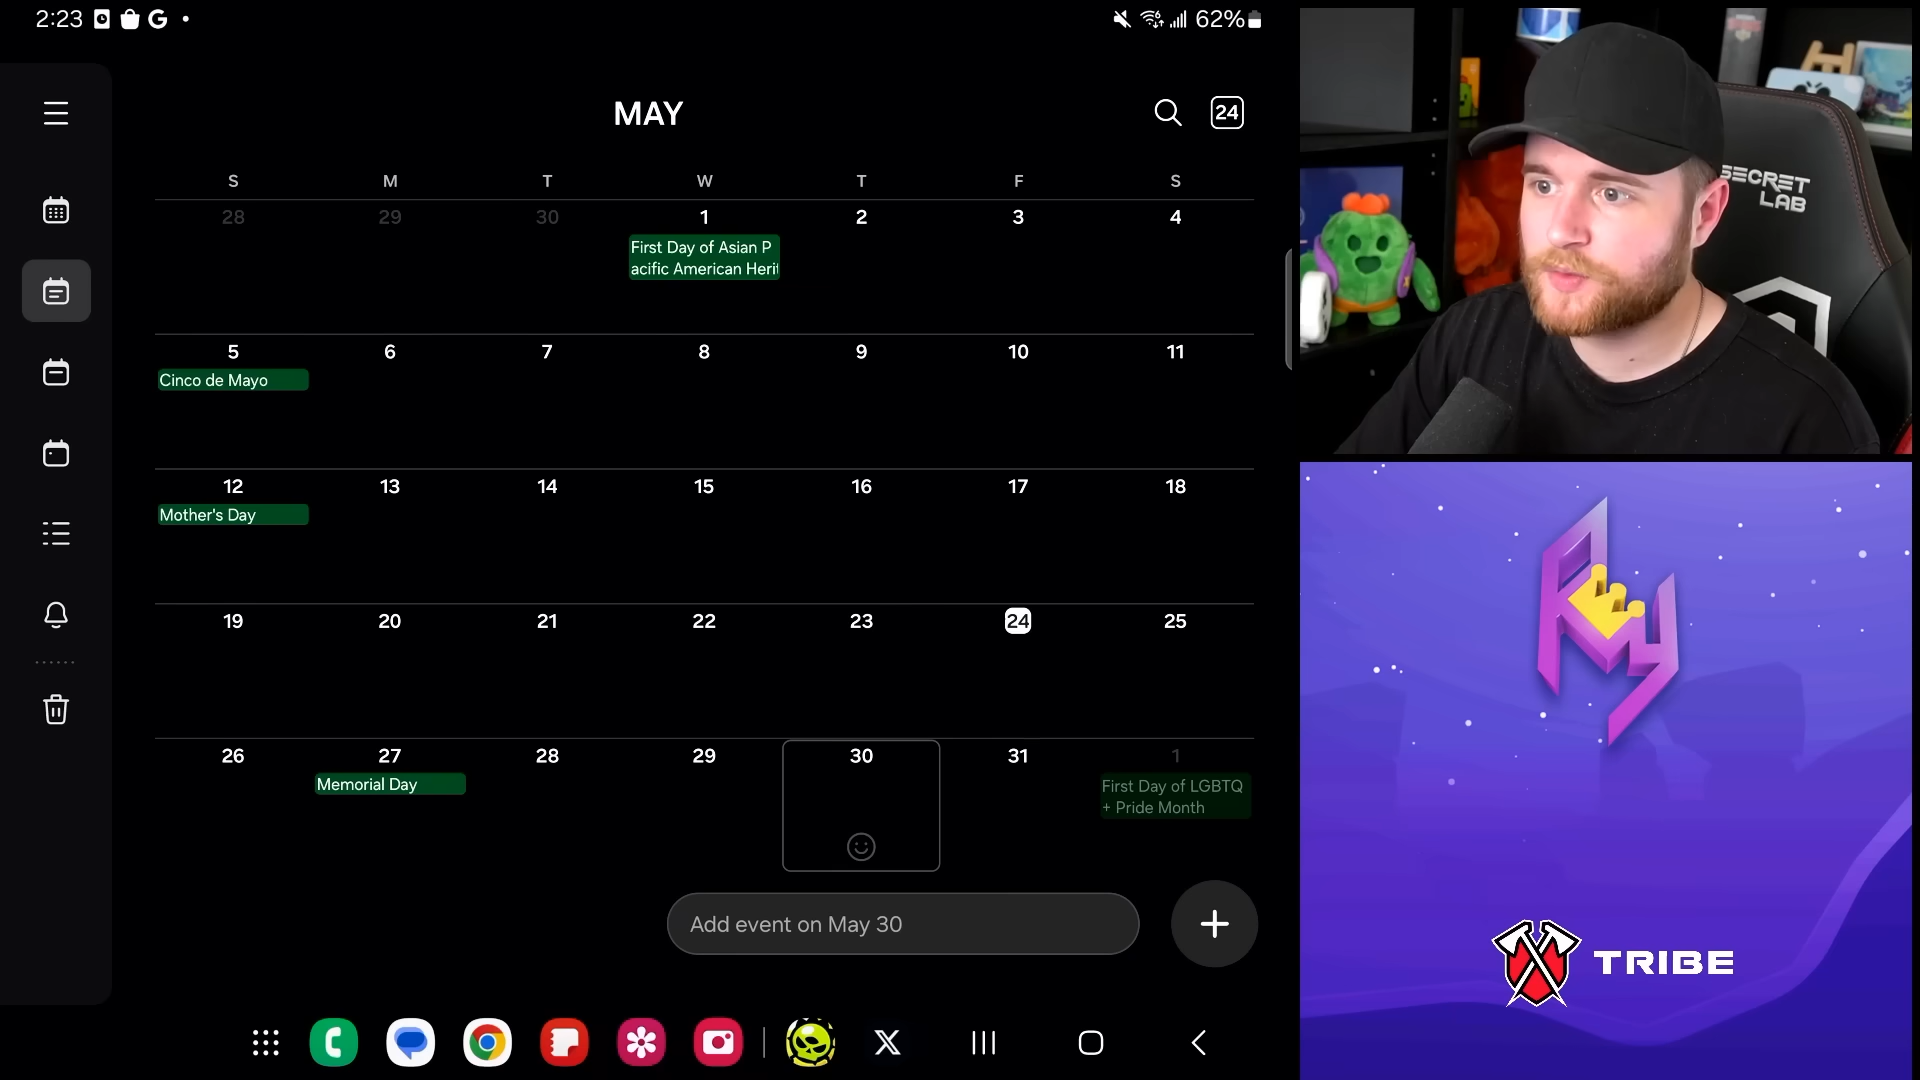 2:23
62%
MAY
24
S M T W T F S
28 29 30 1 2 3 4
First Day of Asian P
acific American Herit
5 6 7 8 9 10 11
Cinco de Mayo
12 13 14 15 16 17 18
Mother's Day
19 20 21 22 23 24 25
26 27 28 29 30 31 1
Memorial Day
First Day of LGBTQ
+ Pride Month
Add event on May 30
SECRET
LAB
TRIBE